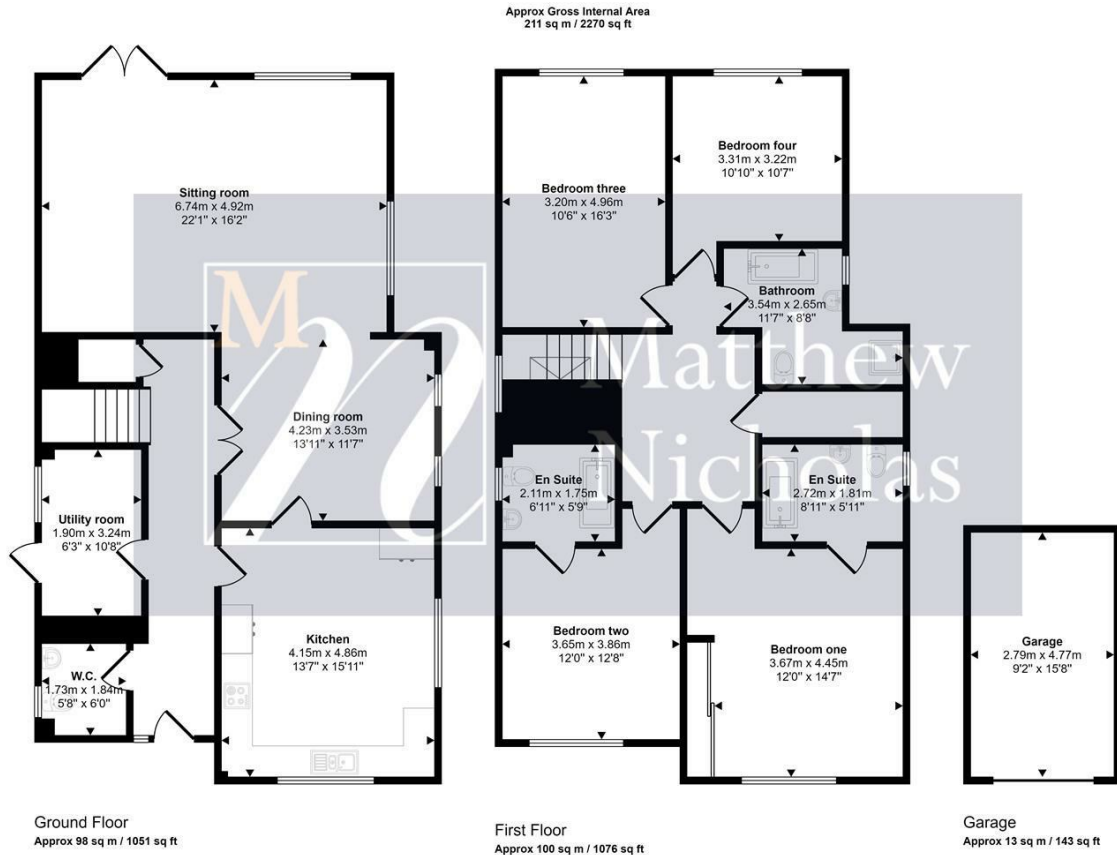 Approx Gross Internal Area
211 sq m / 2270 sq ft
Sitting room
6.74m x 4.92m
22'1" x 16'2"
Dining room
4.23m x 3.53m
13'11" x 11'7"
Utility room
1.90m x 3.24m
6'3" x 10'8"
Kitchen
4.15m x 4.86m
13'7" x 15'11"
W.C.
1.73m x 1.84m
5'8" x 6'0"
Ground Floor
Approx 98 sq m / 1051 sq ft
Bedroom three
3.20m x 4.96m
10'6" x 16'3"
Bedroom four
3.31m x 3.22m
10'10" x 10'7"
Bathroom
3.54m x 2.65m
11'7" x 8'8"
En Suite
2.11m x 1.75m
6'11" x 5'9"
En Suite
2.72m x 1.81m
8'11" x 5'11"
Bedroom two
3.65m x 3.86m
12'0" x 12'8"
Bedroom one
3.67m x 4.45m
12'0" x 14'7"
First Floor
Approx 100 sq m / 1076 sq ft
Garage
2.79m x 4.77m
9'2" x 15'8"
Garage
Approx 13 sq m / 143 sq ft
M
n
Matthew
Nicholas